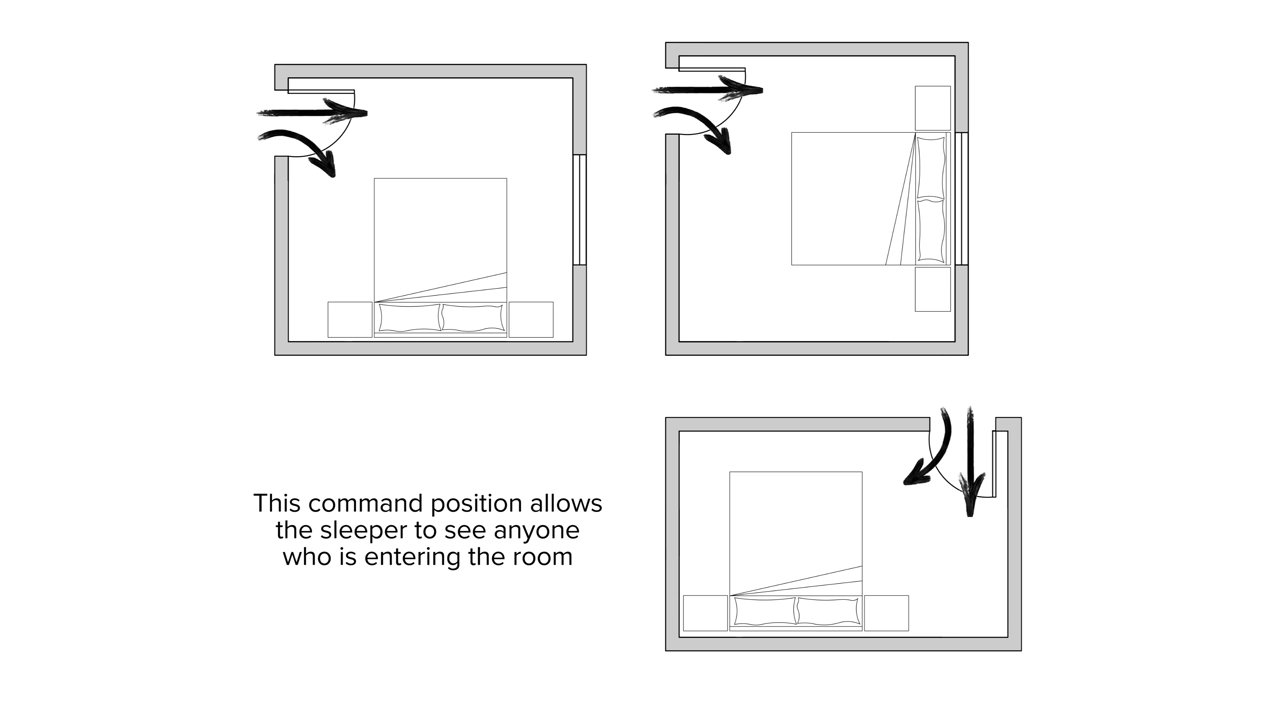 This command position allows
the sleeper to see anyone
who is entering the room